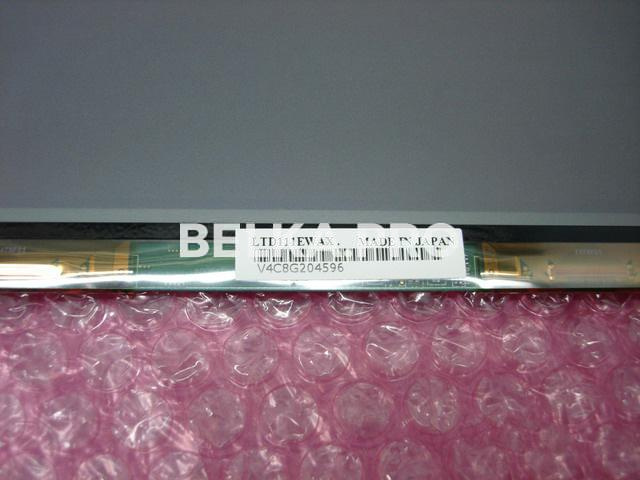 BELKA PRO
LTD111EWAX. MADE IN JAPAN
V4C8G204596